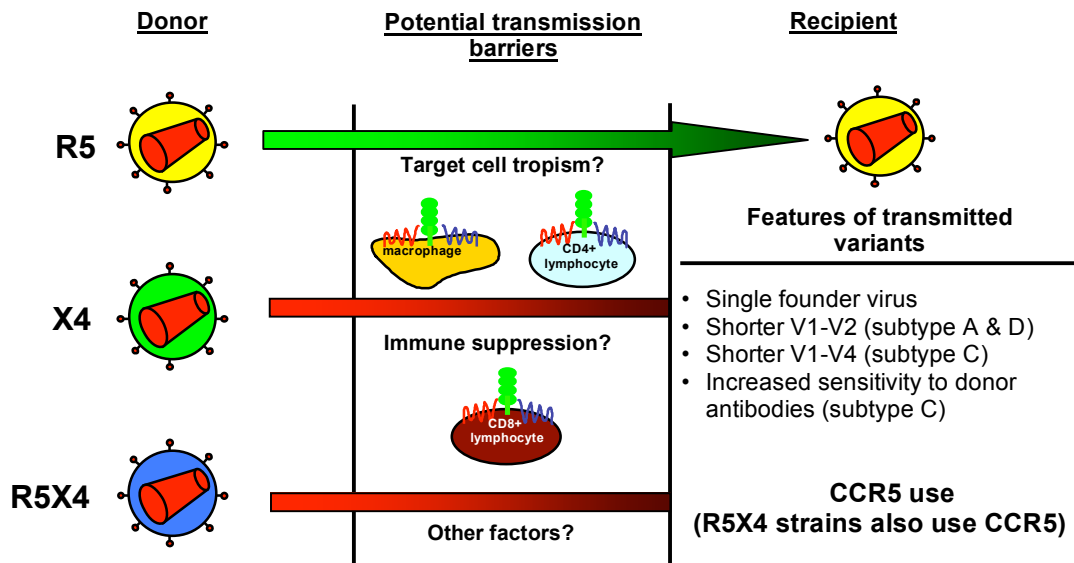 Donor
Potential transmission
barriers
Recipient
R5
Target cell tropism?
macrophage
CD4+
lymphocyte
X4
Immune suppression?
CD8+
lymphocyte
R5X4
Other factors?
Features of transmitted
variants
• Single founder virus
• Shorter V1-V2 (subtype A & D)
• Shorter V1-V4 (subtype C)
• Increased sensitivity to donor
antibodies (subtype C)
CCR5 use
(R5X4 strains also use CCR5)